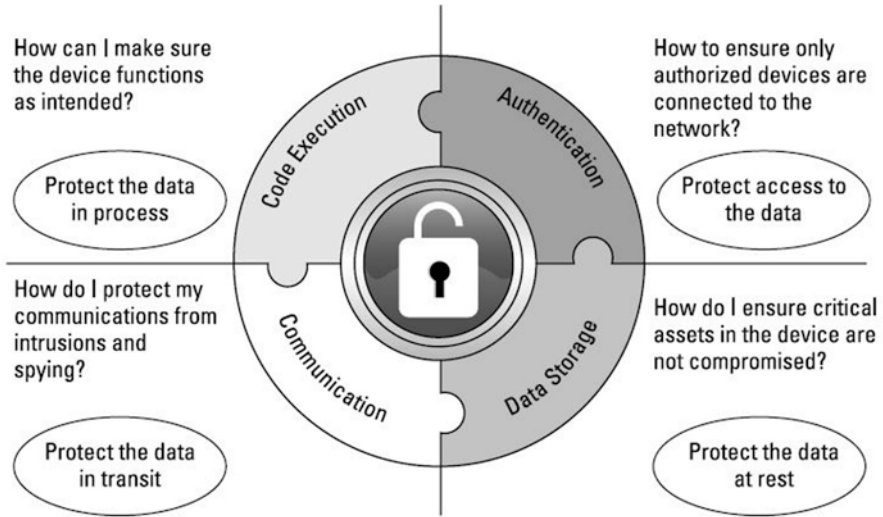 How can I make sure
the device functions
as intended?
Protect the data
in process
Code Execution
Authentication
How to ensure only
authorized devices are
connected to the
network?
Protect access to
the data
How do I protect my
communications from
intrusions and
spying?
Protect the data
in transit
Communication
Data Storage
How do I ensure critical
assets in the device are
not compromised?
Protect the data
at rest